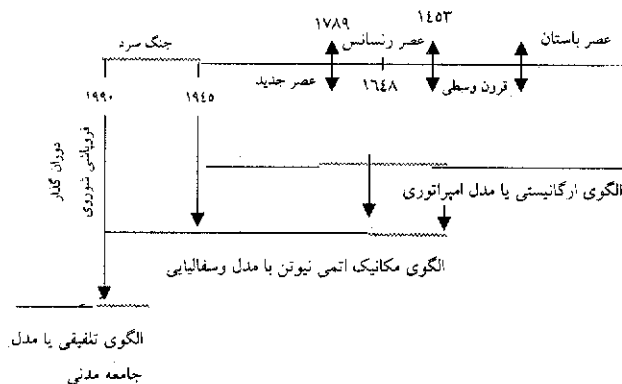 ۱۷۸۹
۱۴۵۳
عصر باستان
عصر رنسانس
جنگ سرد
قرون وسطی
۱۶۴۸
عصر جدید
۱۹۴۵
۱۹۹۰
دوران گذار
فروپاشی شوروی
الگوی ارگانیستی یا مدل امپراتوری
الگوی مکانیک اتمی نیوتن با مدل وسفالیایی
الگوی تلفیقی یا مدل
جامعه مدنی